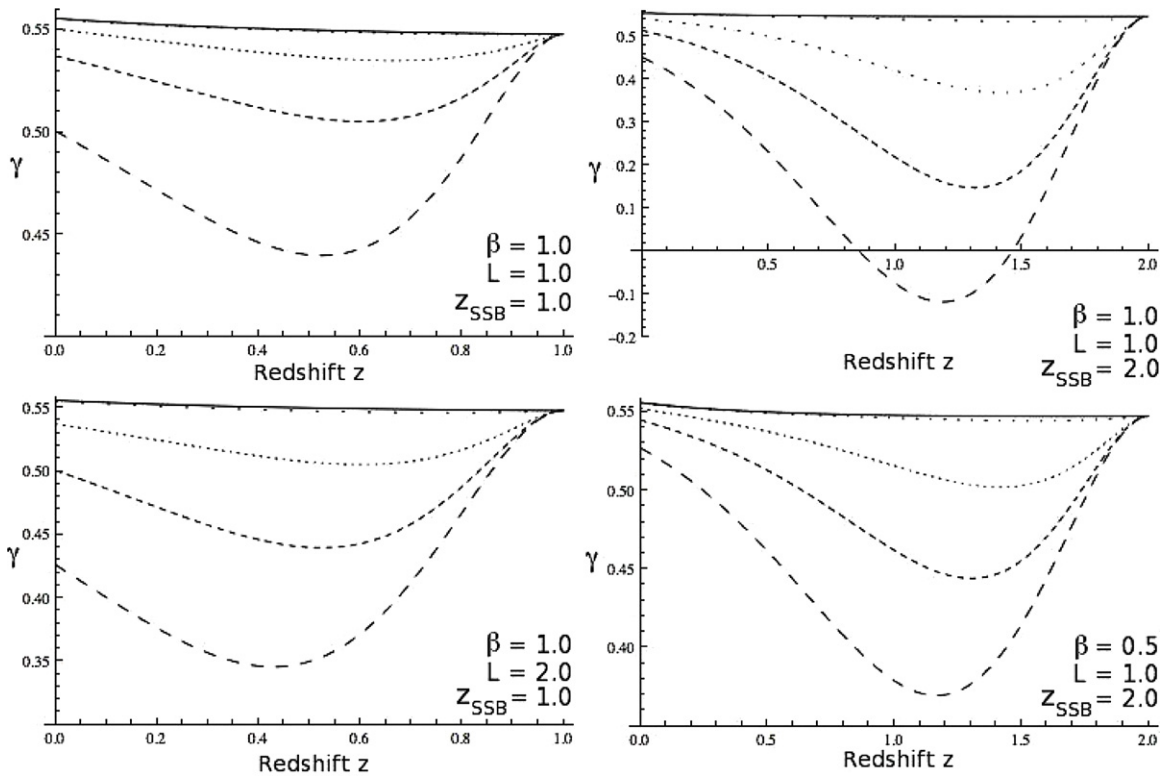 0.55
0.50
γ
0.45
β = 1.0
L = 1.0
zSSB = 1.0
0.0 0.2 0.4 0.6 0.8 1.0
Redshift z
0.5
0.4
0.3
γ
0.2
0.1
0.5 1.0 1.5 2.0
−0.1
−0.2
β = 1.0
L = 1.0
zSSB = 2.0
Redshift z
0.55
0.50
0.45
γ
0.40
0.35
β = 1.0
L = 2.0
zSSB = 1.0
0.0 0.2 0.4 0.6 0.8 1.0
Redshift z
0.55
0.50
γ
0.45
0.40
β = 0.5
L = 1.0
zSSB = 2.0
0.0 0.5 1.0 1.5 2.0
Redshift z